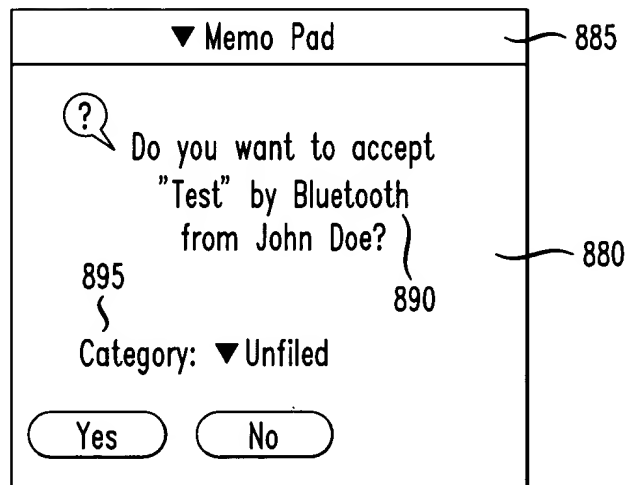 ▼ Memo Pad
885
?
Do you want to accept
"Test" by Bluetooth
from John Doe?
880
895
890
Category: ▼ Unfiled
Yes No